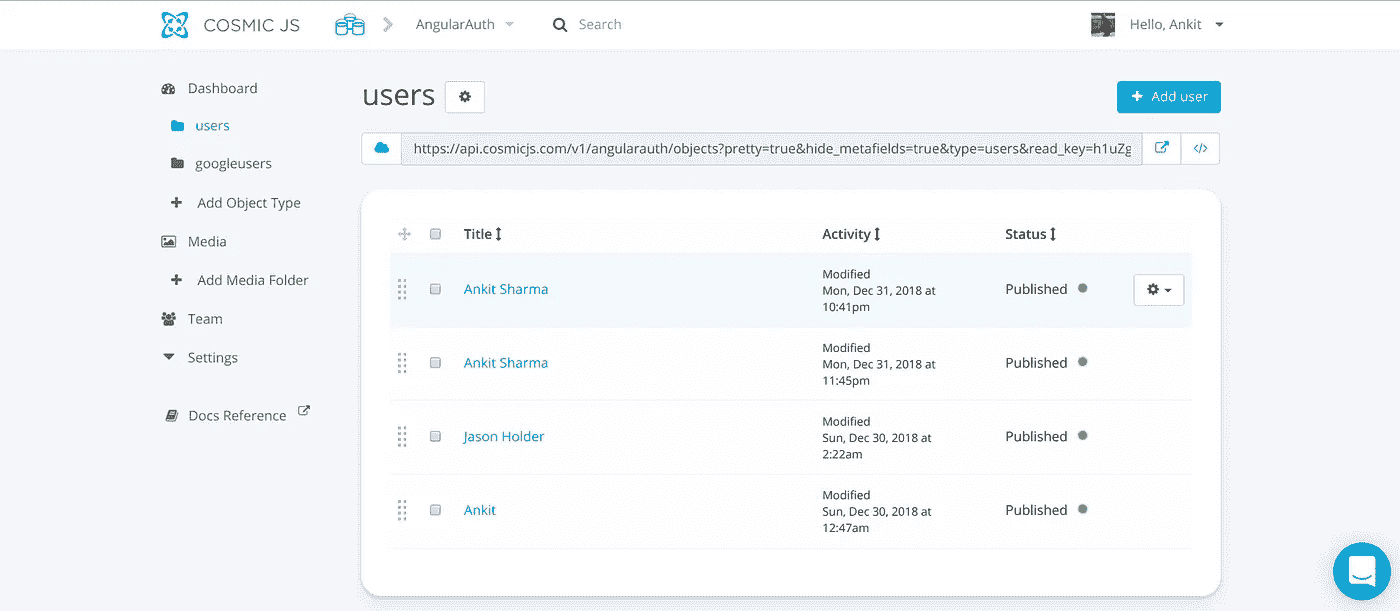 COSMIC JS
AngularAuth
Search
Hello, Ankit
Dashboard
users
googleusers
Add Object Type
Media
Add Media Folder
Team
Settings
Docs Reference
users
Add user
https://api.cosmicjs.com/v1/angularauth/objects?pretty=true&hide_metafields=true&type=users&read_key=h1uZg
Title Activity Status
Ankit Sharma
Modified
Mon, Dec 31, 2018 at
10:41pm
Published
Ankit Sharma
Modified
Mon, Dec 31, 2018 at
11:45pm
Published
Jason Holder
Modified
Sun, Dec 30, 2018 at
2:22am
Published
Ankit
Modified
Sun, Dec 30, 2018 at
12:47am
Published